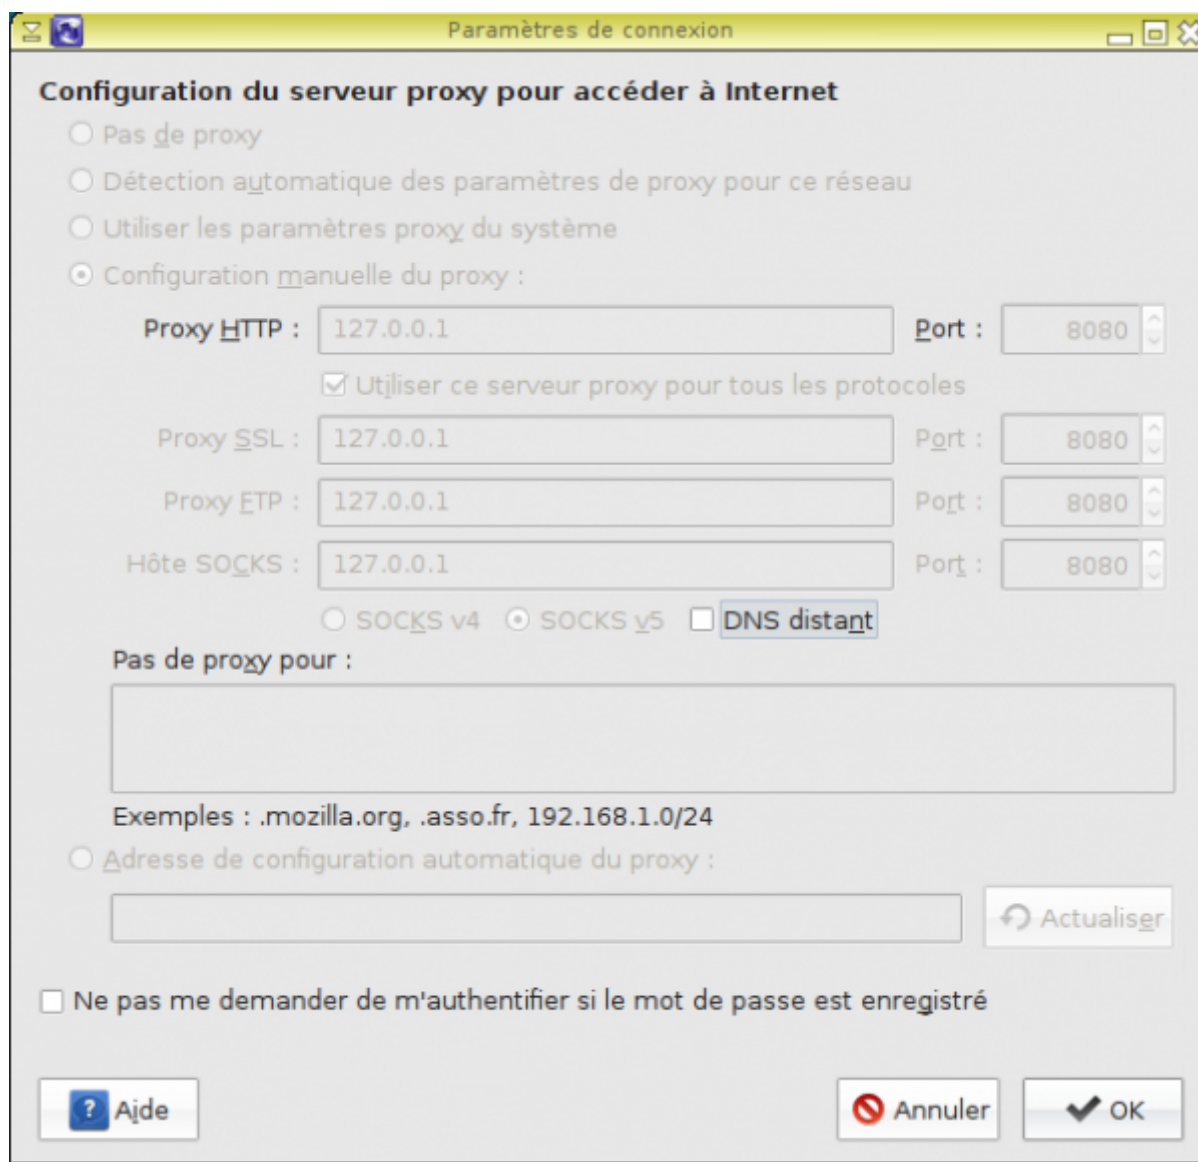 Paramètres de connexion
Configuration du serveur proxy pour accéder à Internet
Pas de proxy
Détection automatique des paramètres de proxy pour ce réseau
Utiliser les paramètres proxy du système
Configuration manuelle du proxy :
Proxy HTTP : 127.0.0.1 Port : 8080
Utiliser ce serveur proxy pour tous les protocoles
Proxy SSL : 127.0.0.1 Port : 8080
Proxy FTP : 127.0.0.1 Port : 8080
Hôte SOCKS : 127.0.0.1 Port : 8080
SOCKS v4 SOCKS v5 DNS distant
Pas de proxy pour :
Exemples : .mozilla.org, .asso.fr, 192.168.1.0/24
Adresse de configuration automatique du proxy :
Actualiser
Ne pas me demander de m'authentifier si le mot de passe est enregistré
? Aide Annuler OK